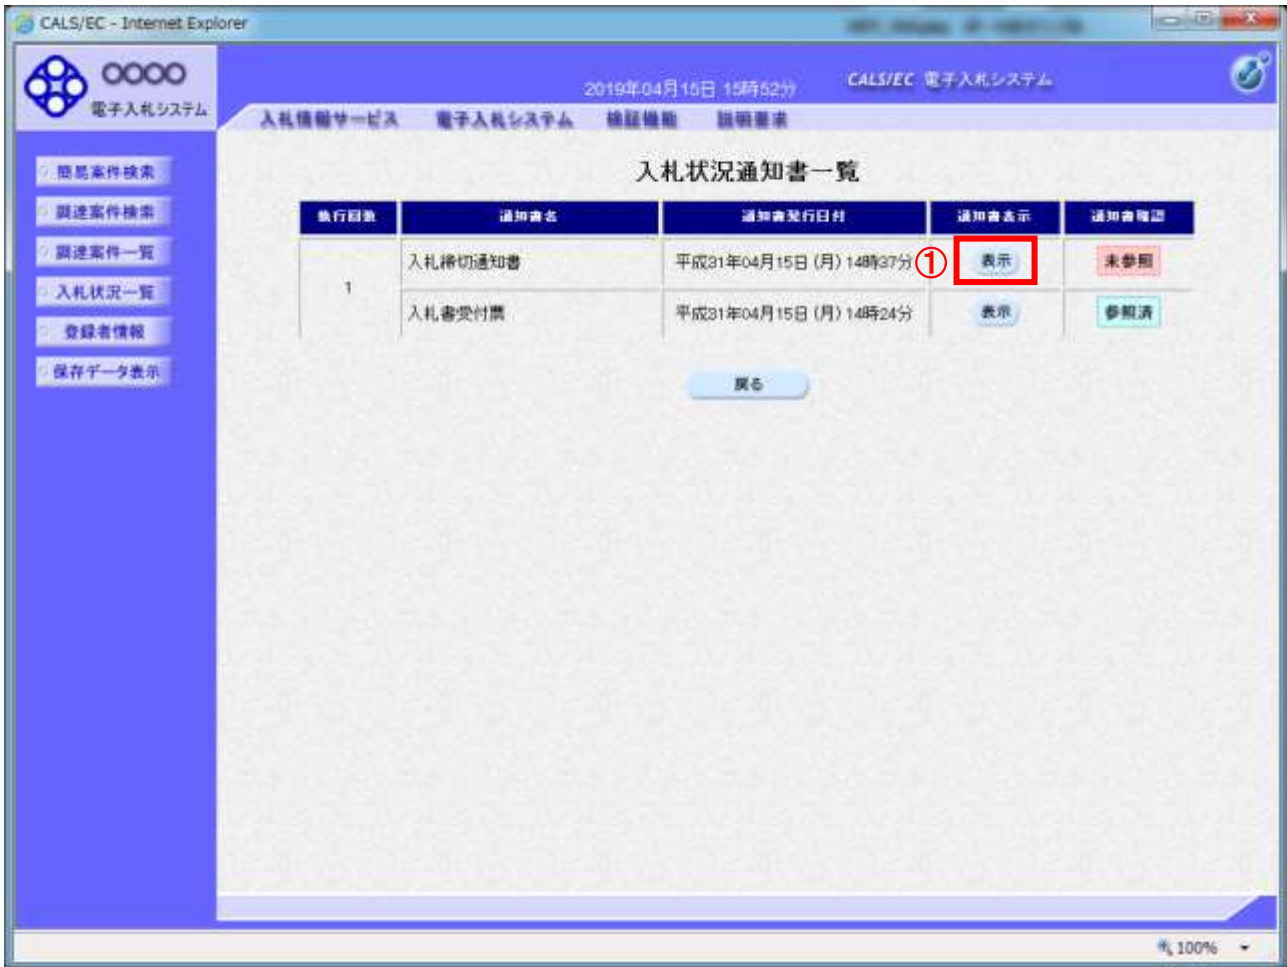 CALS/EC - Internet Explorer
○○○○
電子入札システム
2019年04月15日 15時52分
CALS/EC 電子入札システム
入札情報サービス 電子入札システム 検証機能 説明要求
簡易案件検索
調達案件検索
調達案件一覧
入札状況一覧
登録者情報
保存データ表示
入札状況通知書一覧
執行回数 通知書名 通知書発行日付 通知書表示 通知書確認
1
入札締切通知書 平成31年04月15日(月)14時37分 ① 表示 未参照
入札書受付票 平成31年04月15日(月)14時24分 表示 参照済
戻る
100%